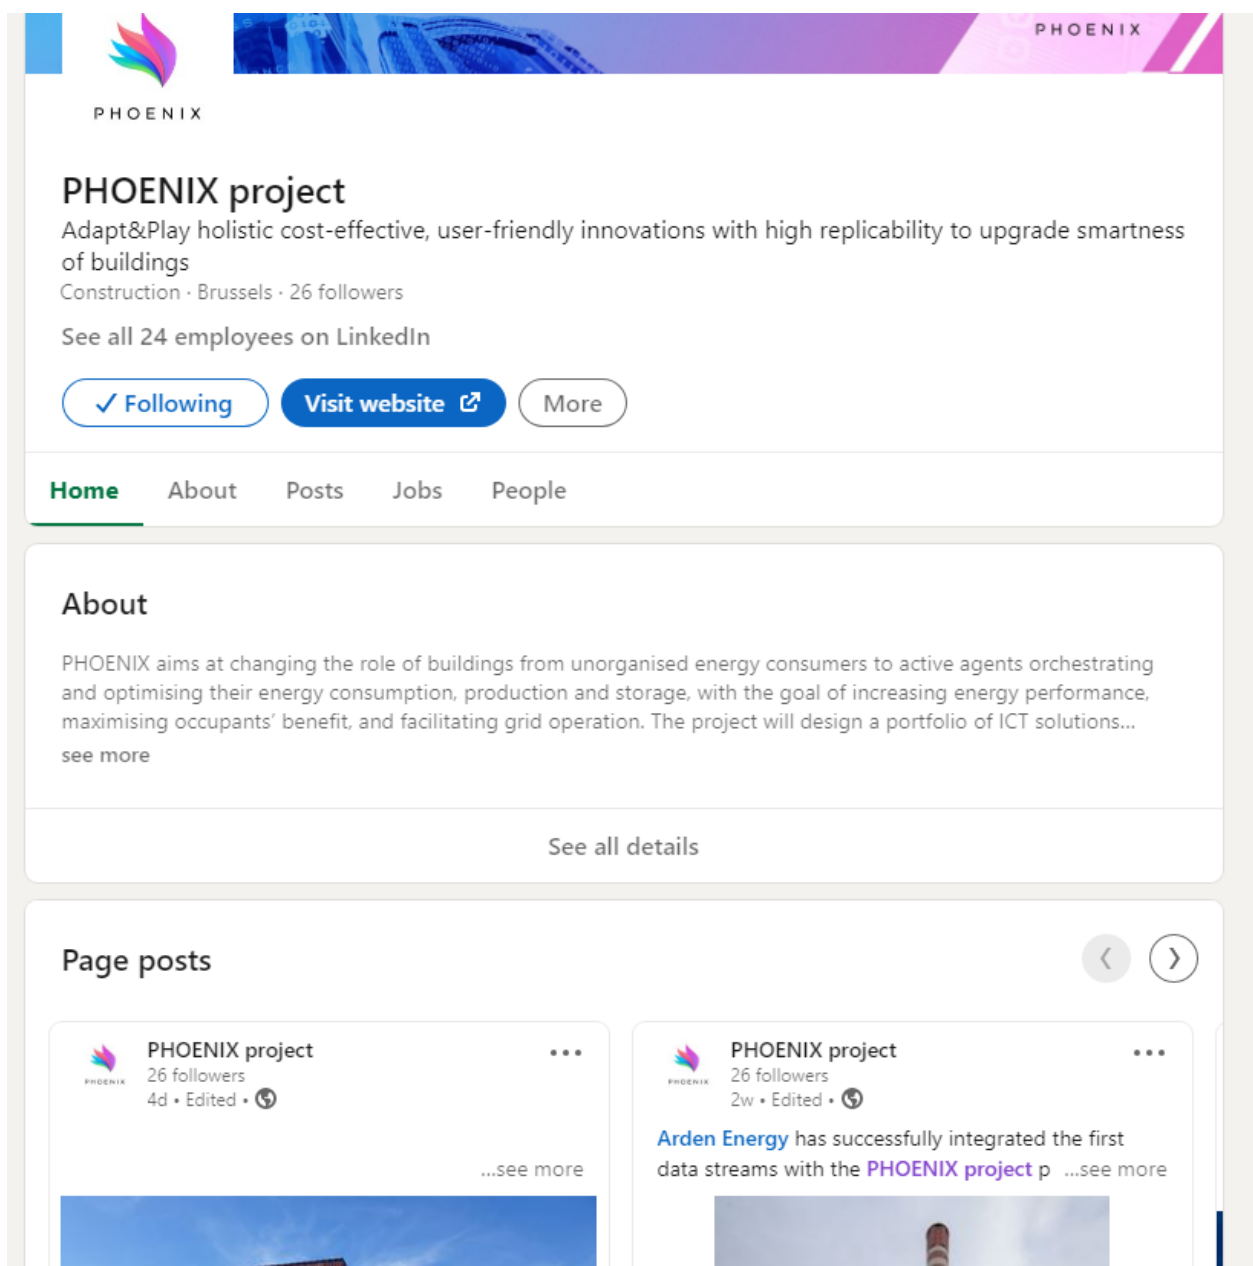 PHOENIX
PHOENIX
PHOENIX project
Adapt&Play holistic cost-effective, user-friendly innovations with high replicability to upgrade smartness
of buildings
Construction · Brussels · 26 followers
See all 24 employees on LinkedIn
✓ Following
Visit website
More
Home
About
Posts
Jobs
People
About
PHOENIX aims at changing the role of buildings from unorganised energy consumers to active agents orchestrating
and optimising their energy consumption, production and storage, with the goal of increasing energy performance,
maximising occupants’ benefit, and facilitating grid operation. The project will design a portfolio of ICT solutions...
see more
See all details
Page posts
PHOENIX
PHOENIX project
26 followers
4d • Edited •
...see more
PHOENIX
PHOENIX project
26 followers
2w • Edited •
Arden Energy has successfully integrated the first
data streams with the PHOENIX project p ...see more